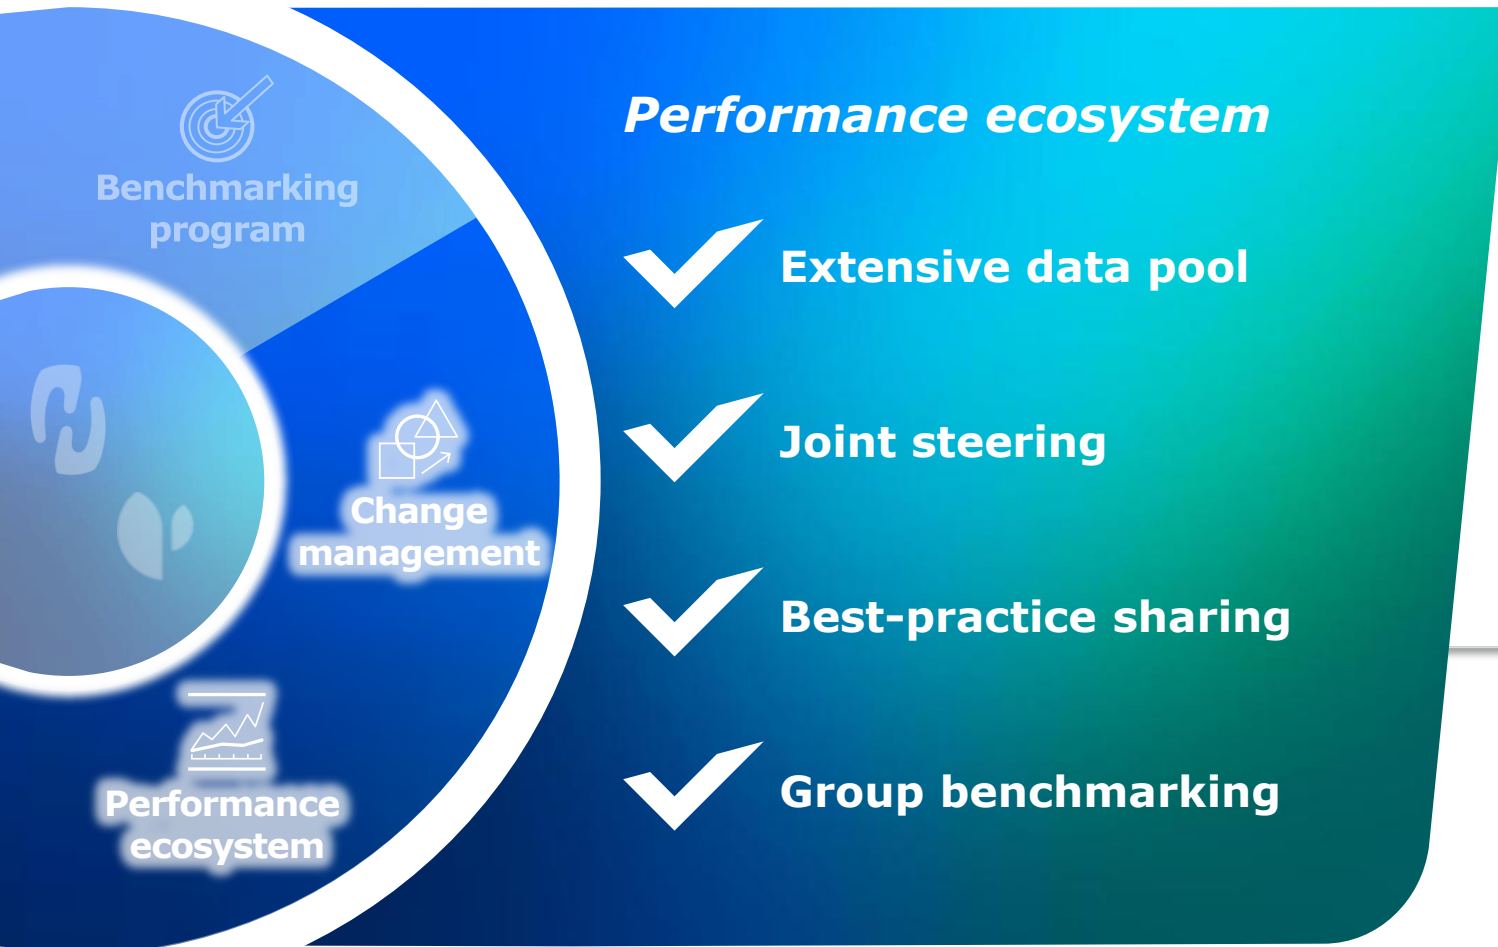 Benchmarking
program
Change
management
Performance
ecosystem
Performance ecosystem
Extensive data pool
Joint steering
Best-practice sharing
Group benchmarking